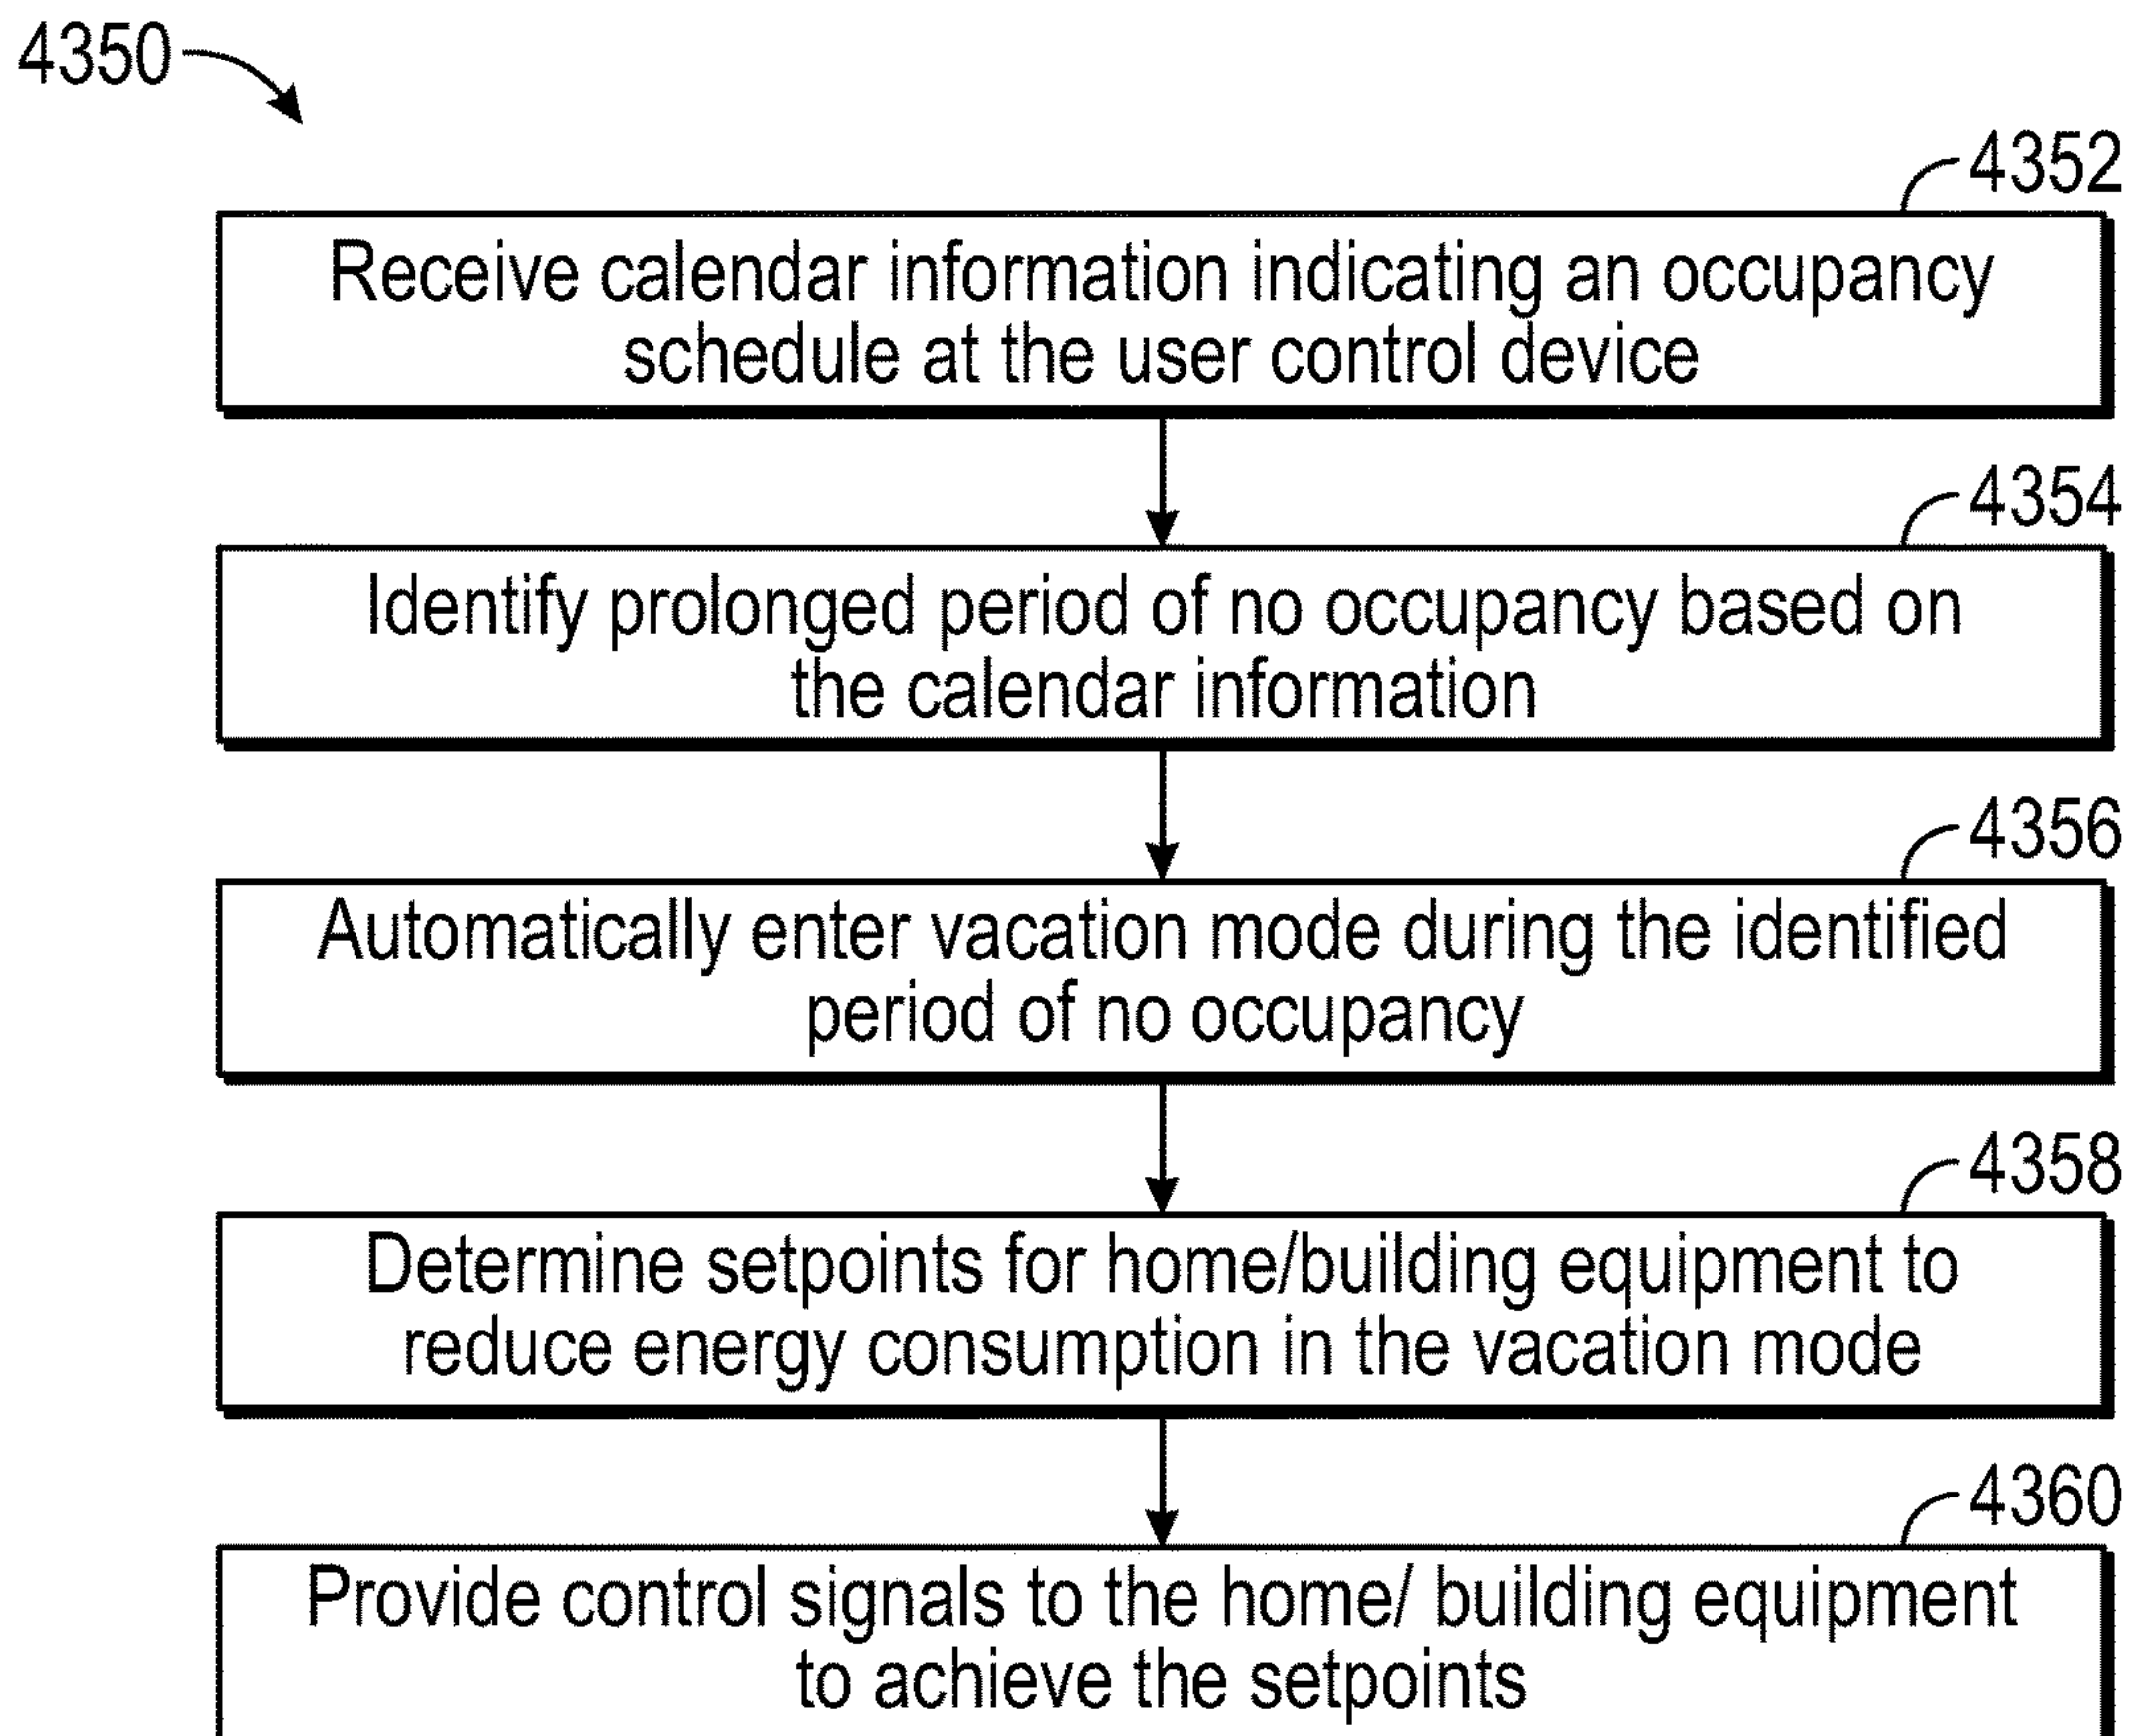 4350
4352
Receive calendar information indicating an occupancy
schedule at the user control device
4354
Identify prolonged period of no occupancy based on
the calendar information
4356
Automatically enter vacation mode during the identified
period of no occupancy
4358
Determine setpoints for home/building equipment to
reduce energy consumption in the vacation mode
4360
Provide control signals to the home/ building equipment
to achieve the setpoints